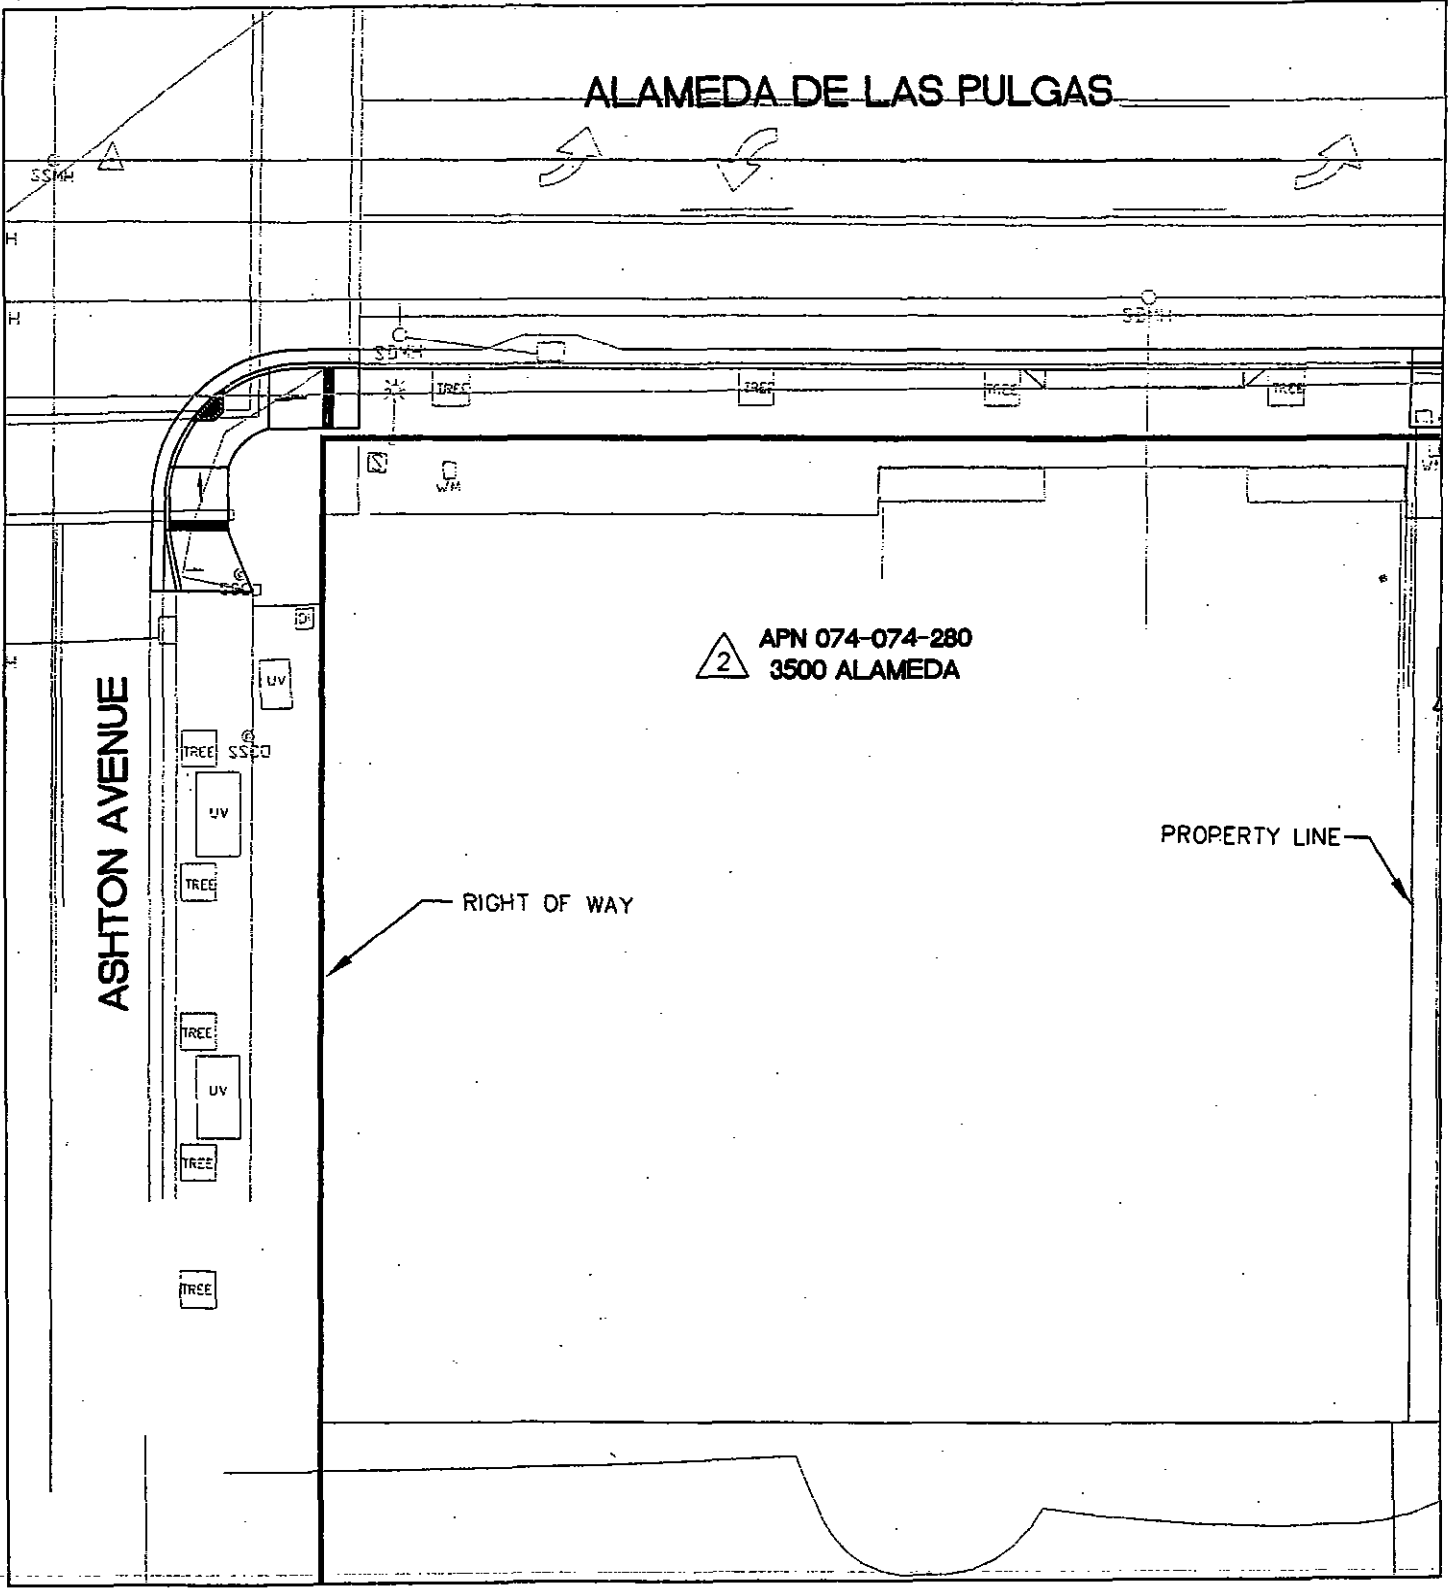 ALAMEDA DE LAS PULGAS
SSMH
H
H
SDMH
SDMH
TREE
TREE
TREE
TREE
S
WM
SSCO
2
APN 074-074-280
3500 ALAMEDA
H
UV
ASHTON AVENUE
TREE
SSCO
UV
PROPERTY LINE
TREE
RIGHT OF WAY
TREE
UV
TREE
TREE